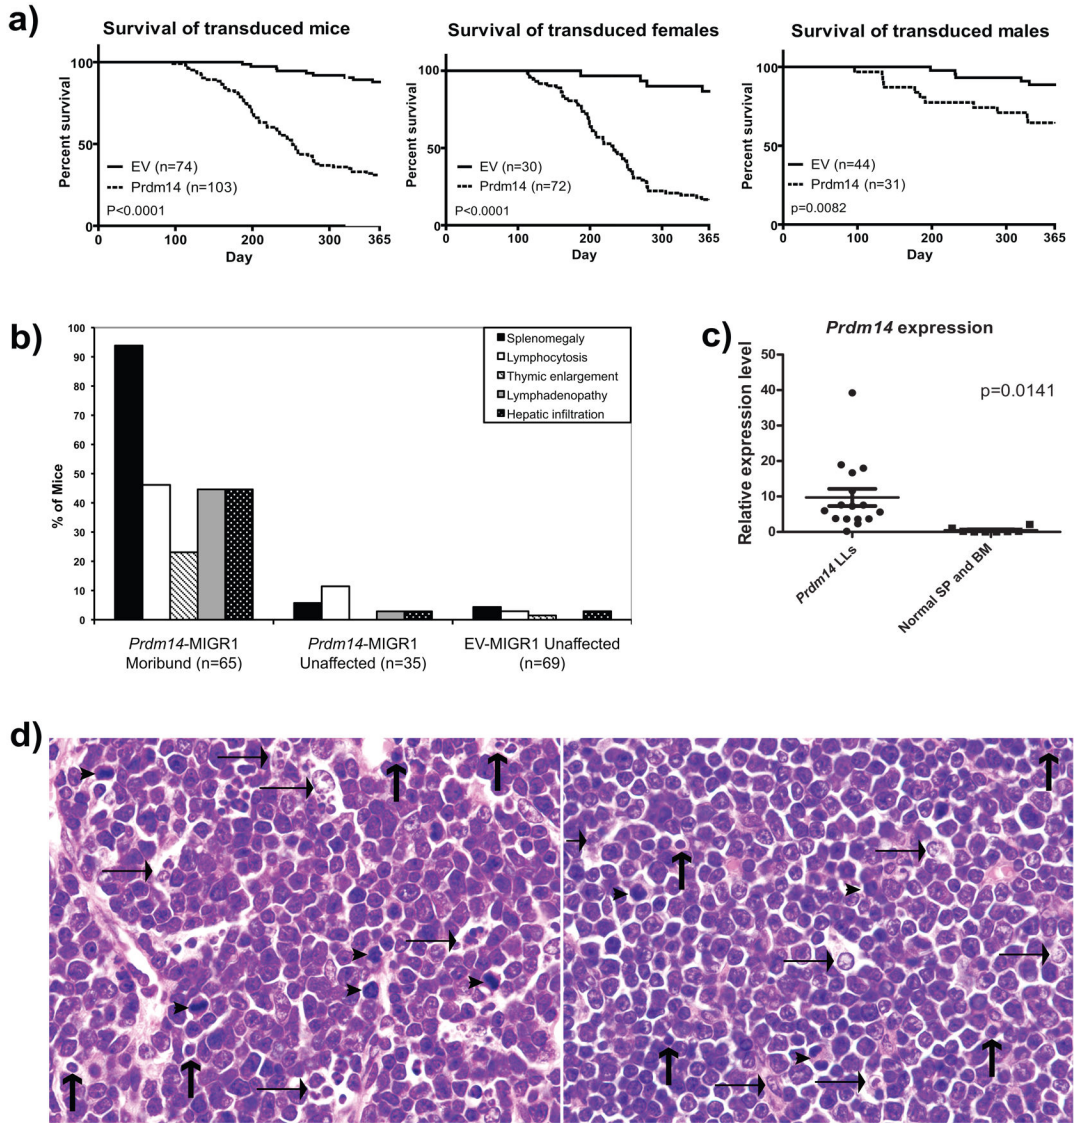 a)
Survival of transduced mice
Percent survival
100
50
0
EV (n=74)
Prdm14 (n=103)
P<0.0001
0 100 200 300 365
Day
Survival of transduced females
Percent survival
100
50
0
EV (n=30)
Prdm14 (n=72)
P<0.0001
0 100 200 300 365
Day
Survival of transduced males
Percent survival
100
50
0
EV (n=44)
Prdm14 (n=31)
p=0.0082
0 100 200 300 365
Day
b)
% of Mice
100
90
80
70
60
50
40
30
20
10
0
Splenomegaly
Lymphocytosis
Thymic enlargement
Lymphadenopathy
Hepatic infiltration
Prdm14-MIGR1
Moribund (n=65)
Prdm14-MIGR1
Unaffected (n=35)
EV-MIGR1 Unaffected
(n=69)
c)
Prdm14 expression
Relative expression level
50
40
30
20
10
0
p=0.0141
Prdm14 LLs
Normal SP and BM
d)